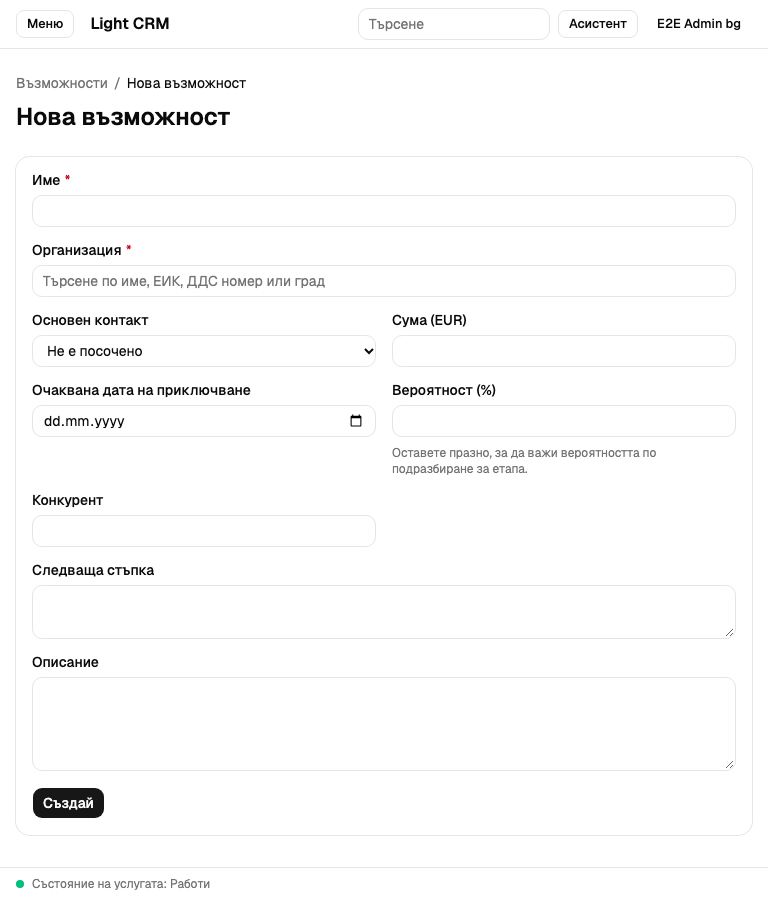 Меню
Light CRM
Търсене
Асистент
E2E Admin bg
Възможности / Нова възможност
Нова възможност
Име *
Организация *
Търсене по име, ЕИК, ДДС номер или град
Основен контакт
Сума (EUR)
Не е посочено
Очаквана дата на приключване
Вероятност (%)
dd.mm.yyyy
Оставете празно, за да важи вероятността по
подразбиране за етапа.
Конкурент
Следваща стъпка
Описание
Създай
Състояние на услугата: Работи